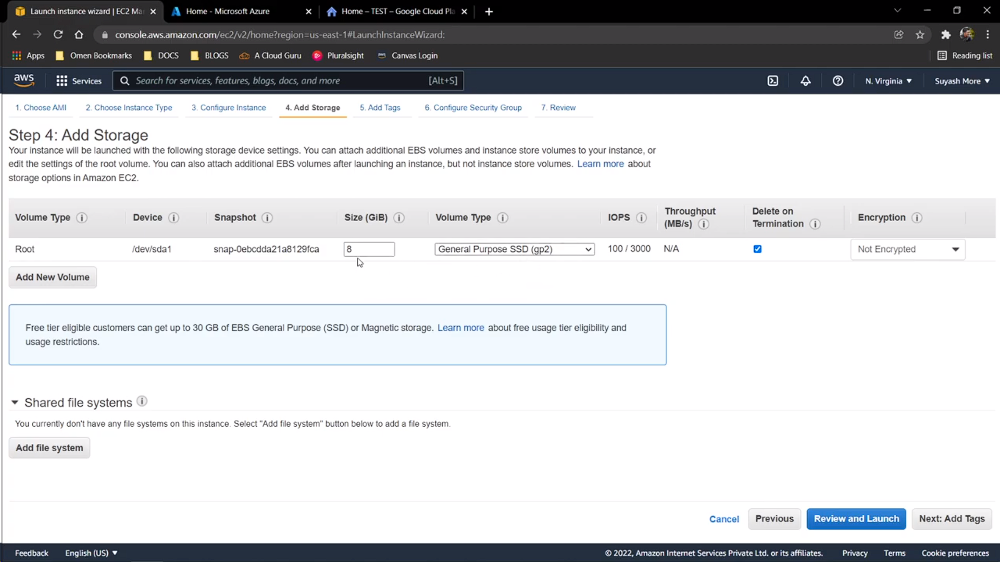 Launch instance wizard | EC2 Ma
Home - Microsoft Azure
Home – TEST – Google Cloud Pla
console.aws.amazon.com/ec2/v2/home?region=us-east-1#LaunchInstanceWizard:
Apps
Omen Bookmarks
DOCS
BLOGS
A Cloud Guru
Pluralsight
Canvas Login
Reading list
aws
Services
Search for services, features, blogs, docs, and more
[Alt+S]
N. Virginia
Suyash More
1. Choose AMI
2. Choose Instance Type
3. Configure Instance
4. Add Storage
5. Add Tags
6. Configure Security Group
7. Review
Step 4: Add Storage
Your instance will be launched with the following storage device settings. You can attach additional EBS volumes and instance store volumes to your instance, or
edit the settings of the root volume. You can also attach additional EBS volumes after launching an instance, but not instance store volumes. Learn more about
storage options in Amazon EC2.
Volume Type
Device
Snapshot
Size (GiB)
Volume Type
IOPS
Throughput
(MB/s)
Delete on
Termination
Encryption
Root
/dev/sda1
snap-0ebcdda21a8129fca
8
General Purpose SSD (gp2)
100 / 3000
N/A
Not Encrypted
Add New Volume
Free tier eligible customers can get up to 30 GB of EBS General Purpose (SSD) or Magnetic storage. Learn more about free usage tier eligibility and
usage restrictions.
Shared file systems
You currently don't have any file systems on this instance. Select "Add file system" button below to add a file system.
Add file system
Cancel
Previous
Review and Launch
Next: Add Tags
Feedback
English (US)
© 2022, Amazon Internet Services Private Ltd. or its affiliates.
Privacy
Terms
Cookie preferences